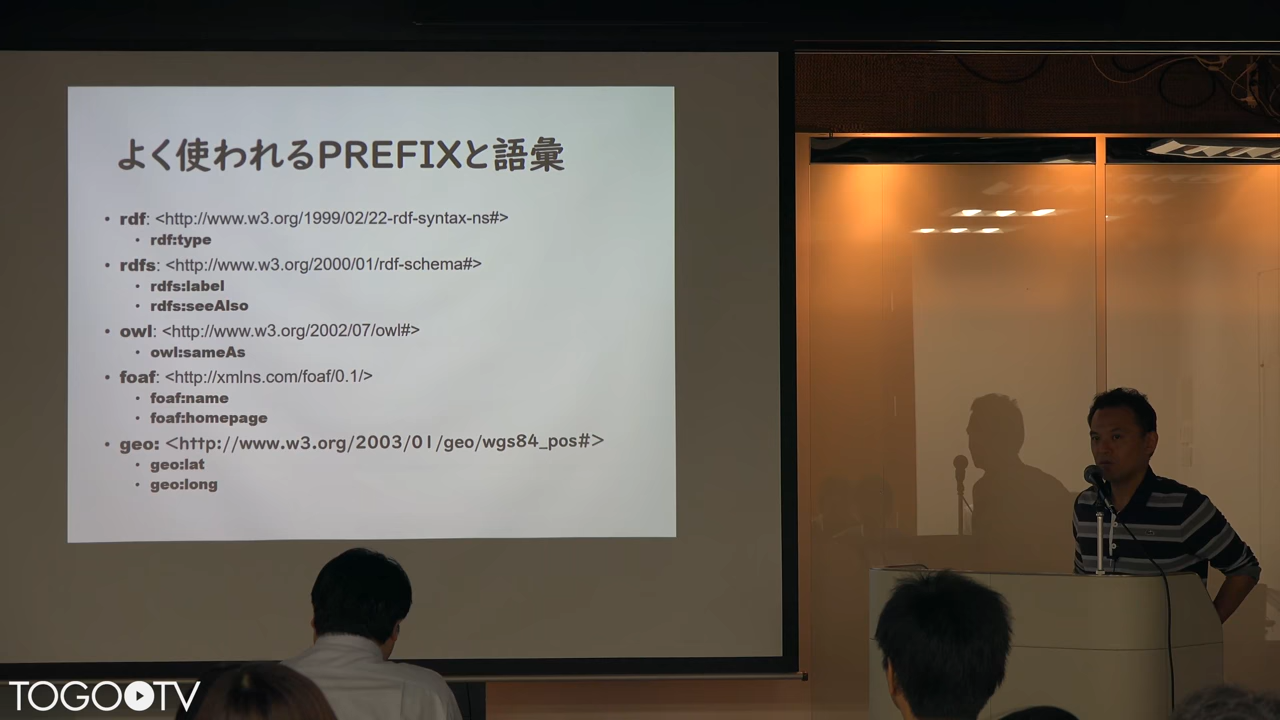 よく使われるPREFIXと語彙
• rdf: <http://www.w3.org/1999/02/22-rdf-syntax-ns#>
• rdf:type
• rdfs: <http://www.w3.org/2000/01/rdf-schema#>
• rdfs:label
• rdfs:seeAlso
• owl: <http://www.w3.org/2002/07/owl#>
• owl:sameAs
• foaf: <http://xmlns.com/foaf/0.1/>
• foaf:name
• foaf:homepage
• geo: <http://www.w3.org/2003/01/geo/wgs84_pos#>
• geo:lat
• geo:long
TOGO TV